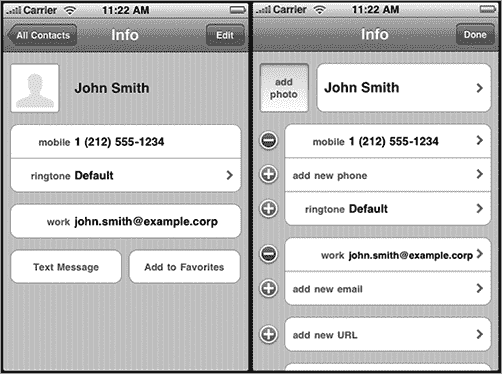 Carrier 11:22 AM
All Contacts Info Edit
John Smith
mobile 1 (212) 555-1234
ringtone Default
work john.smith@example.corp
Text Message Add to Favorites
Carrier 11:22 AM
Info Done
add
photo
John Smith
mobile 1 (212) 555-1234
add new phone
ringtone Default
work john.smith@example.corp
add new email
add new URL